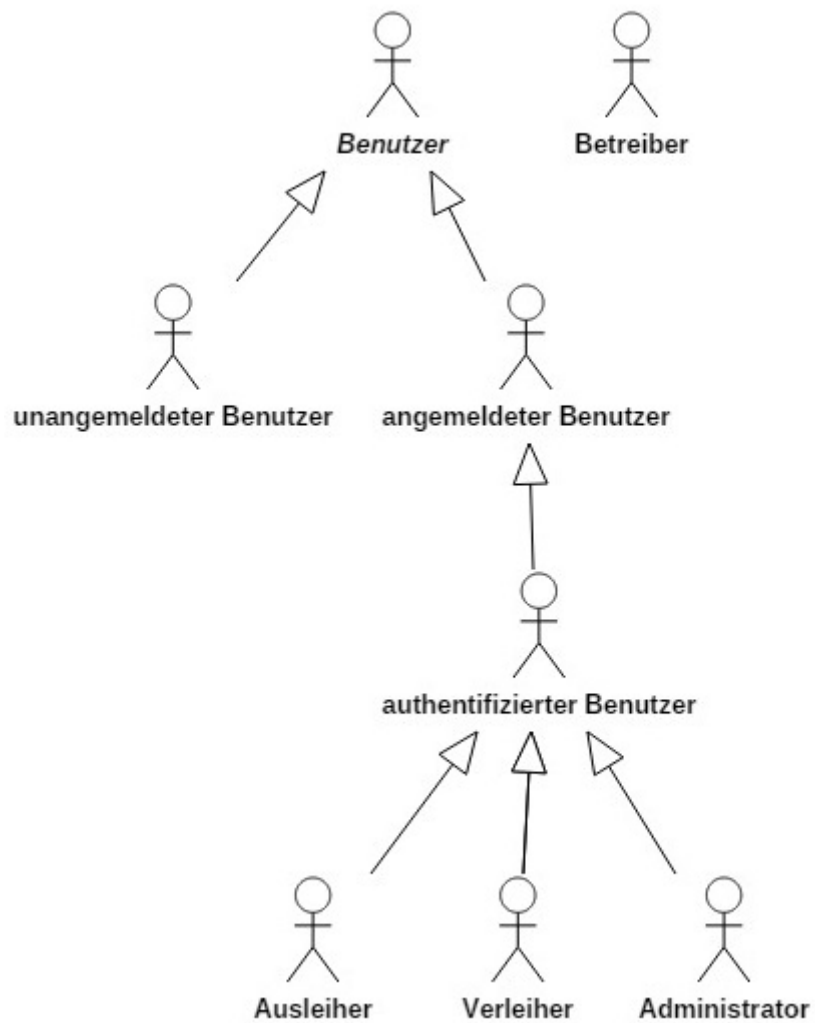 Benutzer
Betreiber
unangemeldeter Benutzer
angemeldeter Benutzer
authentifizierter Benutzer
Ausleiher
Verleiher
Administrator